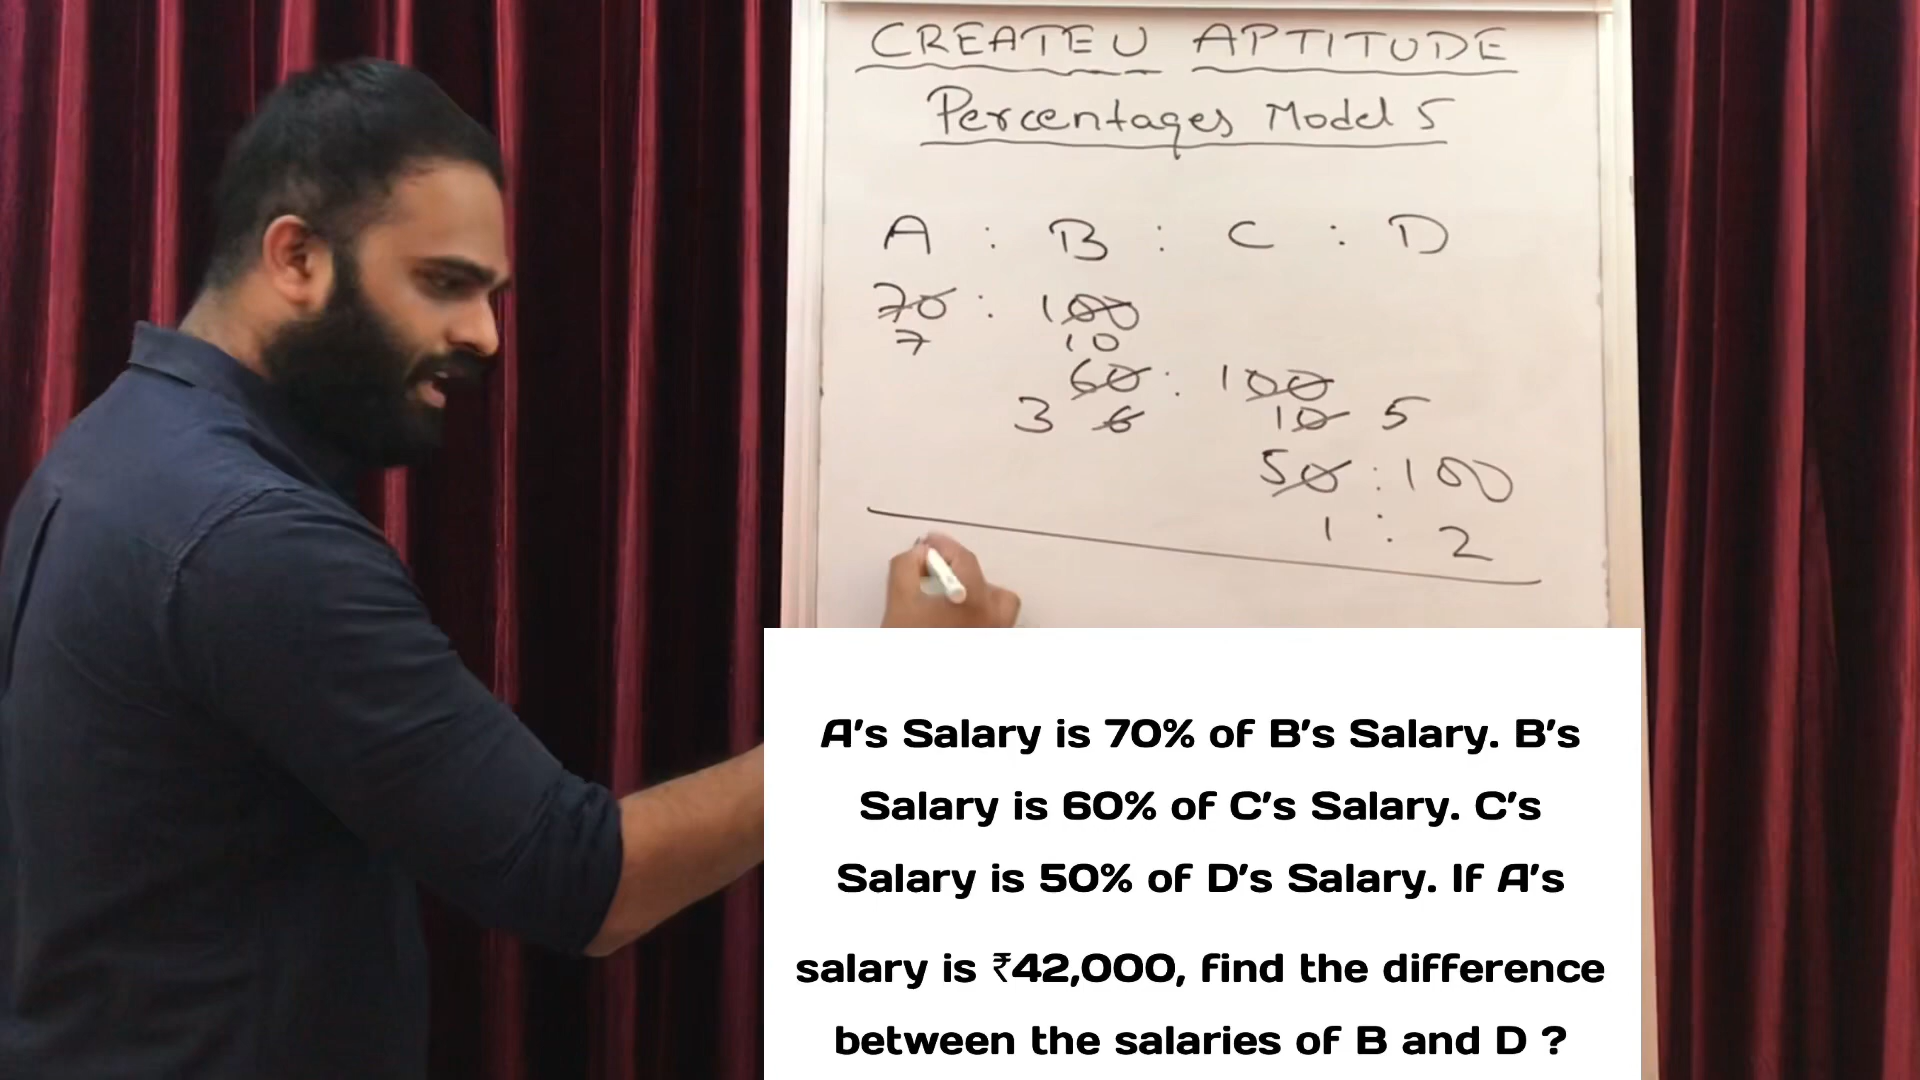 CREATE U APTITUDE
Percentages Model 5
A : B : C : D
70 : 100
7 10
60 : 100
3 6 10 5
50 : 100
1 : 2
A's Salary is 70% of B's Salary. B's
Salary is 60% of C's Salary. C's
Salary is 50% of D's Salary. If A's
salary is ₹42,000, find the difference
between the salaries of B and D ?